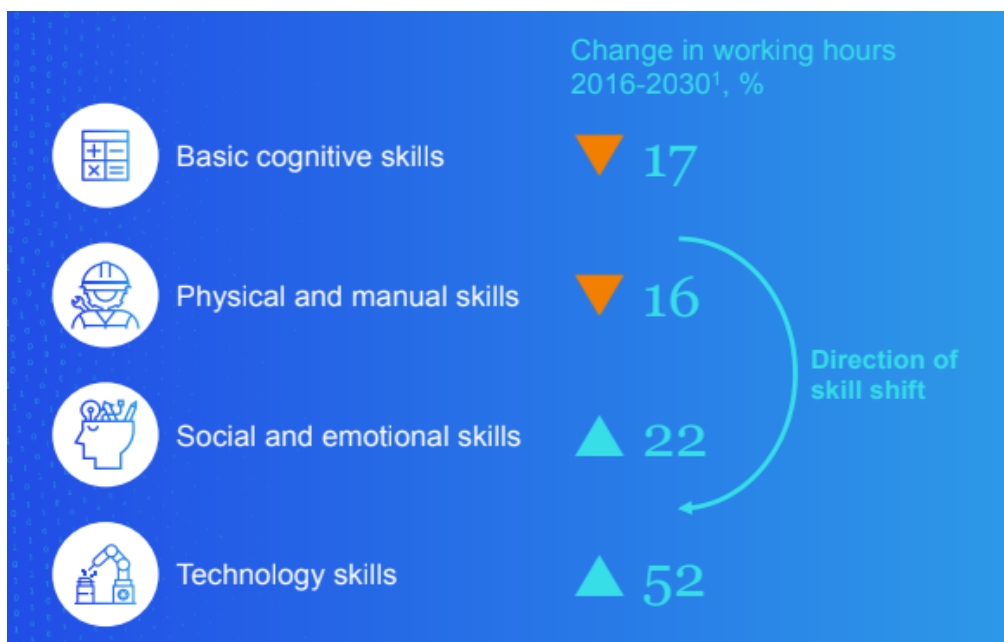 Change in working hours
2016-2030¹, %
Basic cognitive skills ▼ 17
Physical and manual skills ▼ 16
Direction of
skill shift
Social and emotional skills ▲ 22
Technology skills ▲ 52